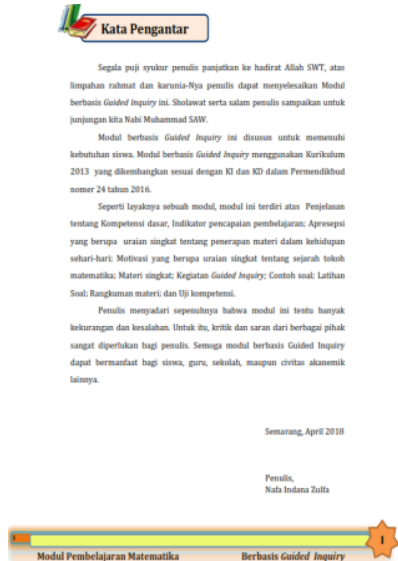 Kata Pengantar
Segala puji syukur penulis panjatkan ke hadirat Allah SWT, atas
limpahan rahmat dan karunia-Nya penulis dapat menyelesaikan Modul
berbasis Guided Inquiry ini. Sholawat serta salam penulis sampaikan untuk
junjungan kita Nabi Muhammad SAW.
Modul berbasis Guided Inquiry ini disusun untuk memenuhi
kebutuhan siswa. Modul berbasis Guided Inquiry menggunakan Kurikulum
2013 yang dikembangkan sesuai dengan KI dan KD dalam Permendikbud
nomer 24 tahun 2016.
Seperti layaknya sebuah modul, modul ini terdiri atas Penjelasan
tentang Kompetensi dasar, Indikator pencapaian pembelajaran; Apresepsi
yang berupa uraian singkat tentang penerapan materi dalam kehidupan
sehari-hari; Motivasi yang berupa uraian singkat tentang sejarah tokoh
matematika; Materi singkat; Kegiatan Guided Inquiry; Contoh soal; Latihan
Soal; Rangkuman materi; dan Uji kompetensi.
Penulis menyadari sepenuhnya bahwa modul ini tentu banyak
kekurangan dan kesalahan. Untuk itu, kritik dan saran dari berbagai pihak
sangat diperlukan bagi penulis. Semoga modul berbasis Guided Inquiry
dapat bermanfaat bagi siswa, guru, sekolah, maupun civitas akanemik
lainnya.
Semarang, April 2018
Penulis,
Nafa Indana Zulfa
I
Modul Pembelajaran Matematika Berbasis Guided Inquiry